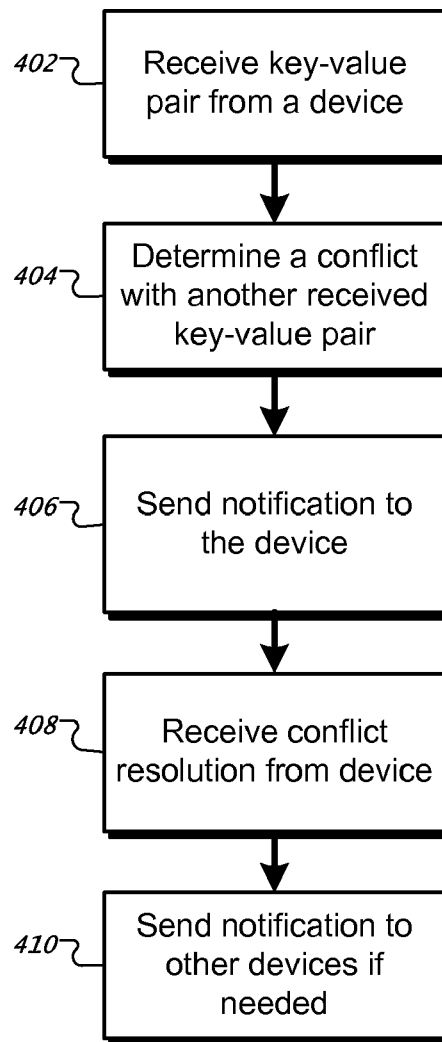 402
Receive key-value
pair from a device
404
Determine a conflict
with another received
key-value pair
406
Send notification to
the device
408
Receive conflict
resolution from device
410
Send notification to
other devices if
needed